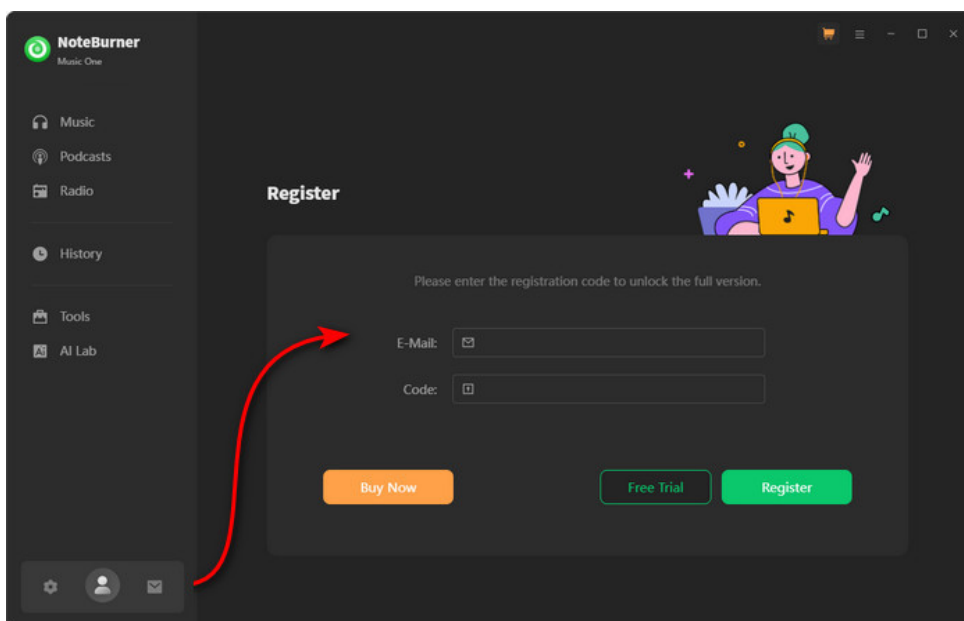 NoteBurner
Music One
Music
Podcasts
Radio
History
Tools
AI Lab
Register
Please enter the registration code to unlock the full version.
E-Mail:
Code:
Buy Now
Free Trial
Register